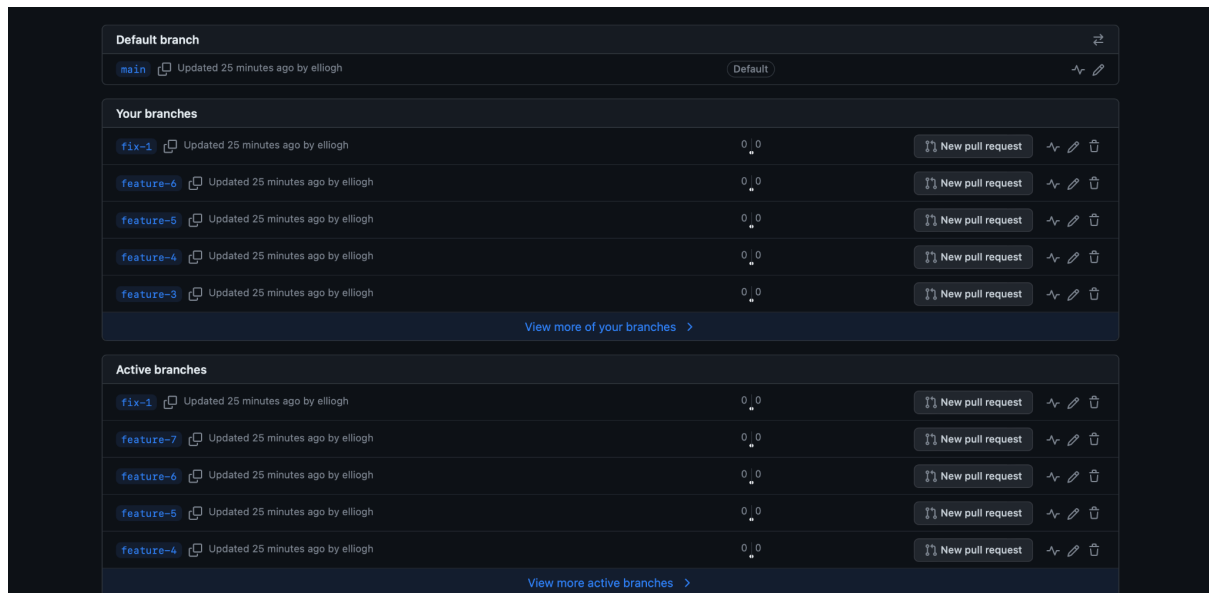 Default branch
main Updated 25 minutes ago by elliogh Default
Your branches
fix-1 Updated 25 minutes ago by elliogh 0 0 New pull request
feature-6 Updated 25 minutes ago by elliogh 0 0 New pull request
feature-5 Updated 25 minutes ago by elliogh 0 0 New pull request
feature-4 Updated 25 minutes ago by elliogh 0 0 New pull request
feature-3 Updated 25 minutes ago by elliogh 0 0 New pull request
View more of your branches
Active branches
fix-1 Updated 25 minutes ago by elliogh 0 0 New pull request
feature-7 Updated 25 minutes ago by elliogh 0 0 New pull request
feature-6 Updated 25 minutes ago by elliogh 0 0 New pull request
feature-5 Updated 25 minutes ago by elliogh 0 0 New pull request
feature-4 Updated 25 minutes ago by elliogh 0 0 New pull request
View more active branches